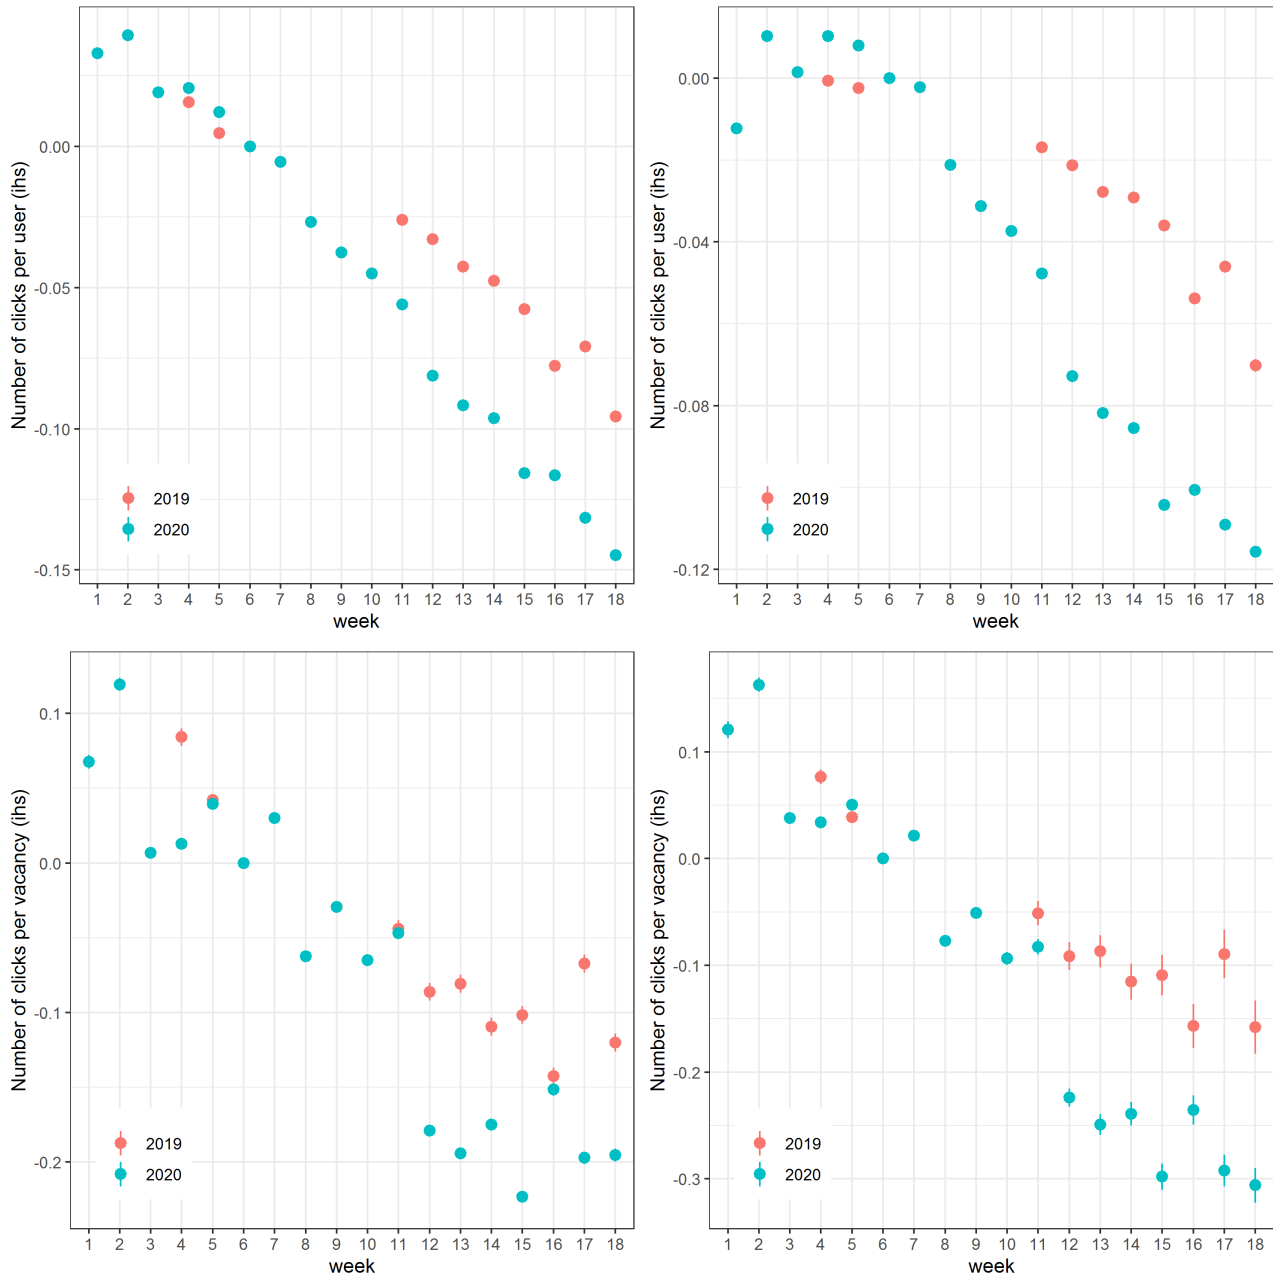 Number of clicks per user (ihs)
0.00
-0.05
-0.10
-0.15
2019
2020
1 2 3 4 5 6 7 8 9 10 11 12 13 14 15 16 17 18
week
Number of clicks per user (ihs)
0.00
-0.04
-0.08
-0.12
2019
2020
1 2 3 4 5 6 7 8 9 10 11 12 13 14 15 16 17 18
week
Number of clicks per vacancy (ihs)
0.1
0.0
-0.1
-0.2
2019
2020
1 2 3 4 5 6 7 8 9 10 11 12 13 14 15 16 17 18
week
Number of clicks per vacancy (ihs)
0.1
0.0
-0.1
-0.2
-0.3
2019
2020
1 2 3 4 5 6 7 8 9 10 11 12 13 14 15 16 17 18
week